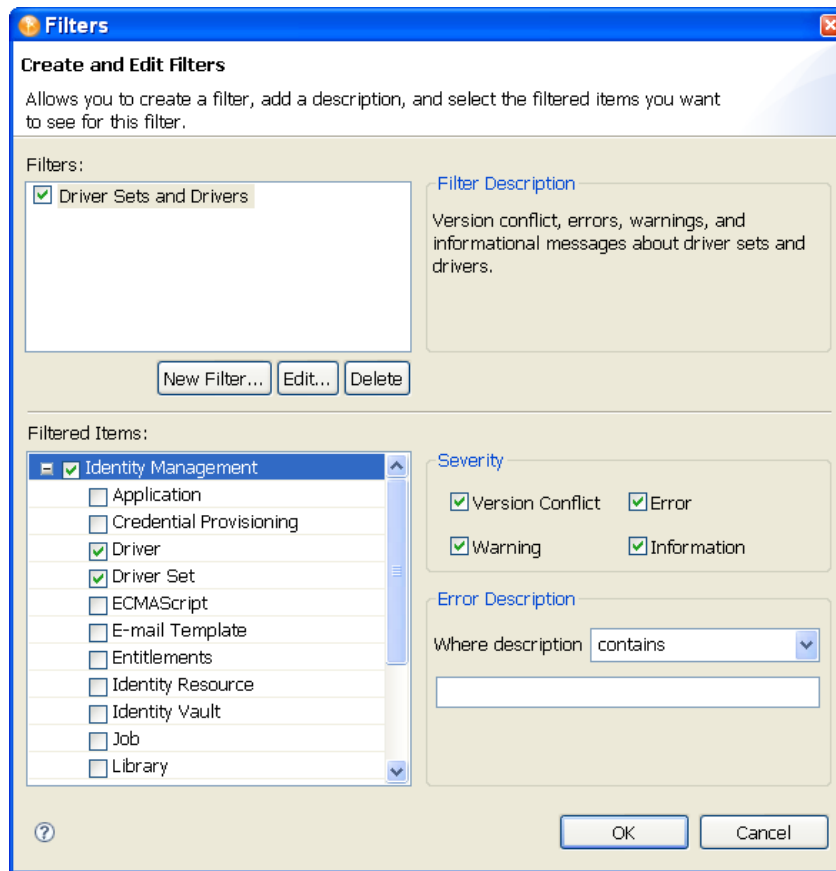 Filters
Create and Edit Filters
Allows you to create a filter, add a description, and select the filtered items you want
to see for this filter.
Filters:
Driver Sets and Drivers
Filter Description
Version conflict, errors, warnings, and
informational messages about driver sets and
drivers.
New Filter... Edit... Delete
Filtered Items:
Identity Management
Application
Credential Provisioning
Driver
Driver Set
ECMAScript
E-mail Template
Entitlements
Identity Resource
Identity Vault
Job
Library
Severity
Version Conflict Error
Warning Information
Error Description
Where description contains
? OK Cancel